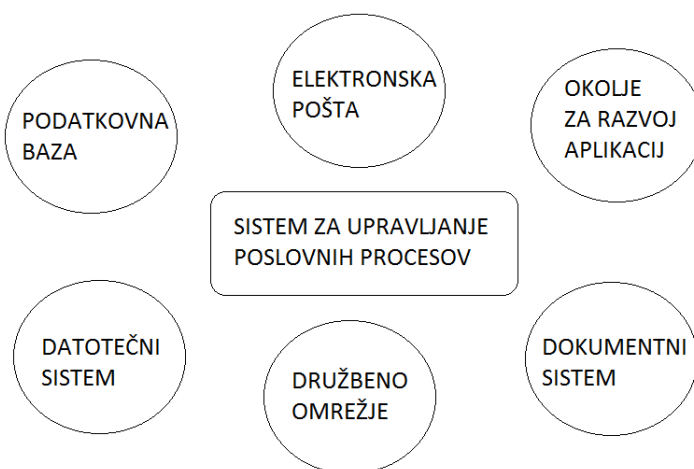 PODATKOVNA
BAZA
ELEKTRONSKA
POŠTA
OKOLJE
ZA RAZVOJ
APLIKACIJ
SISTEM ZA UPRAVLJANJE
POSLOVNIH PROCESOV
DATOTEČNI
SISTEM
DRUŽBENO
OMREŽJE
DOKUMENTNI
SISTEM